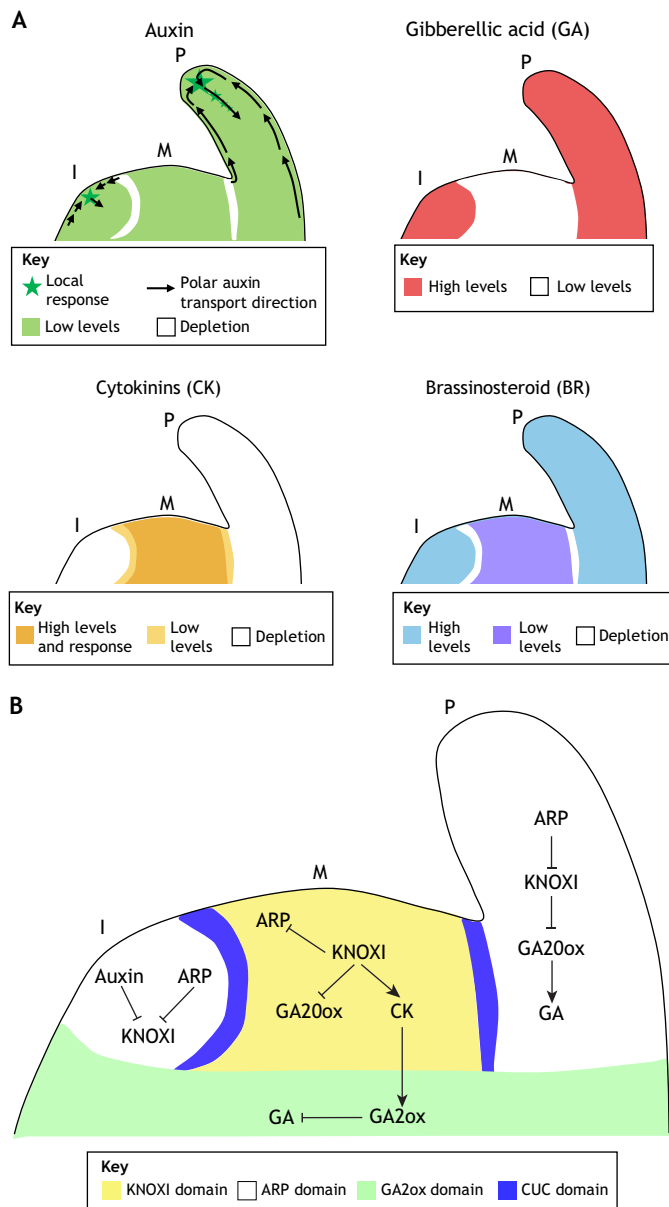 A
Auxin
P
M
I
Key
Local
response
Polar auxin
transport direction
Low levels
Depletion
Gibberellic acid (GA)
P
M
I
Key
High levels
Low levels
Cytokinins (CK)
P
M
I
Key
High levels
and response
Low
levels
Depletion
Brassinosteroid (BR)
P
M
I
Key
High
levels
Low
levels
Depletion
B
P
M
I
ARP
KNOXI
GA20ox
GA
ARP
KNOXI
GA20ox
CK
Auxin
ARP
KNOXI
GA
GA2ox
Key
KNOXI domain
ARP domain
GA2ox domain
CUC domain